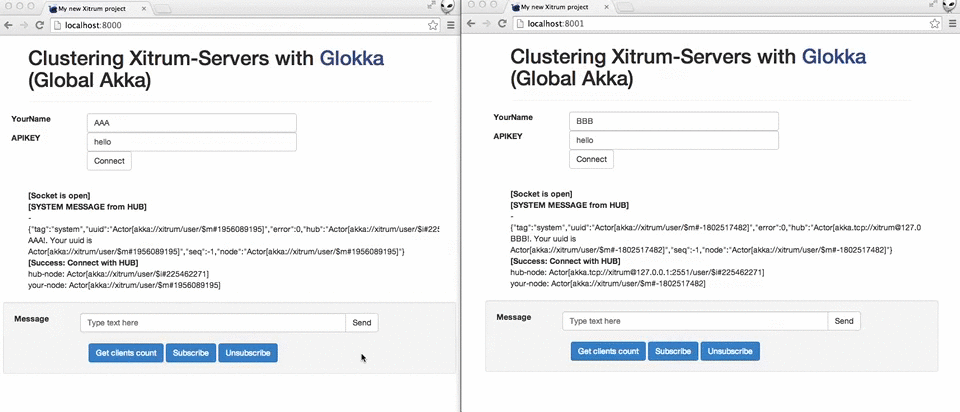 My new Xitrum project
localhost:8000
Clustering Xitrum-Servers with Glokka
(Global Akka)
YourName
AAA
APIKEY
hello
Connect
[Socket is open]
[SYSTEM MESSAGE from HUB]
-
{"tag":"system","uuid":"Actor[akka://xitrum/user/$m#1956089195]","error":0,"hub":"Actor[akka://xitrum/user/$i#225
AAA!. Your uuid is
Actor[akka://xitrum/user/$m#1956089195]","seq":-1,"node":"Actor[akka://xitrum/user/$m#1956089195]"}
[Success: Connect with HUB]
hub-node: Actor[akka://xitrum/user/$i#225462271]
your-node: Actor[akka://xitrum/user/$m#1956089195]
Message
Type text here
Send
Get clients count
Subscribe
Unsubscribe
My new Xitrum project
localhost:8001
Clustering Xitrum-Servers with Glokka
(Global Akka)
YourName
BBB
APIKEY
hello
Connect
[Socket is open]
[SYSTEM MESSAGE from HUB]
-
{"tag":"system","uuid":"Actor[akka://xitrum/user/$m#-1802517482]","error":0,"hub":"Actor[akka.tcp://xitrum@127.0
BBB!. Your uuid is
Actor[akka://xitrum/user/$m#-1802517482]","seq":-1,"node":"Actor[akka://xitrum/user/$m#-1802517482]"}
[Success: Connect with HUB]
hub-node: Actor[akka.tcp://xitrum@127.0.0.1:2551/user/$i#225462271]
your-node: Actor[akka://xitrum/user/$m#-1802517482]
Message
Type text here
Send
Get clients count
Subscribe
Unsubscribe